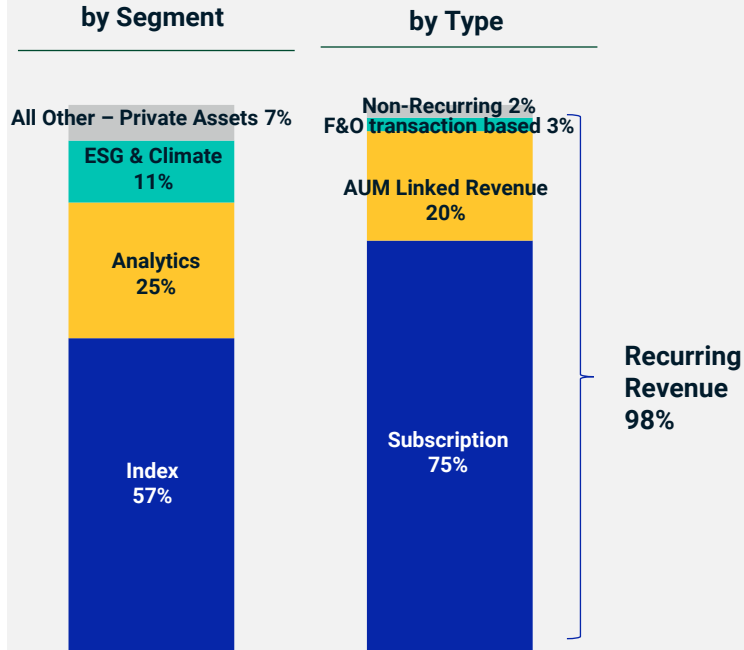 by Segment
All Other – Private Assets 7%
ESG & Climate
11%
Analytics
25%
Index
57%
by Type
Non-Recurring 2%
F&O transaction based 3%
AUM Linked Revenue
20%
Subscription
75%
Recurring
Revenue
98%